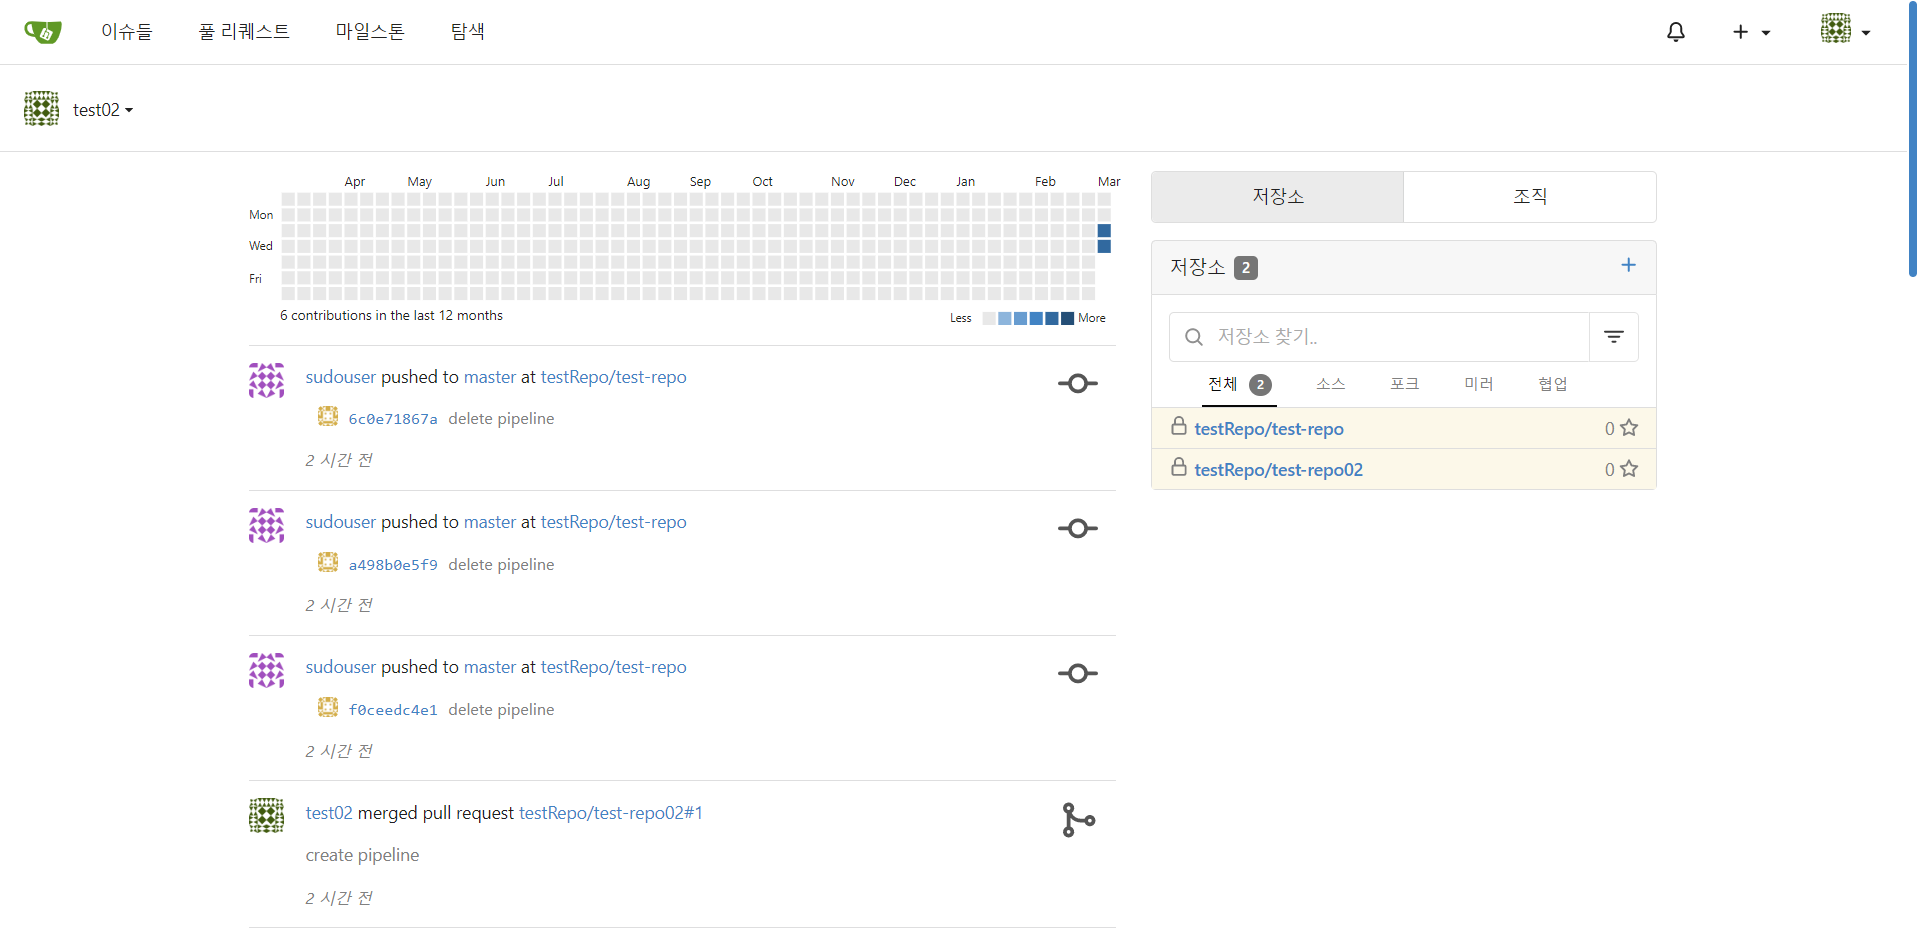 이슈들 풀 리퀘스트 마일스톤 탐색
test02
Apr May Jun Jul Aug Sep Oct Nov Dec Jan Feb Mar
Mon
Wed
Fri
6 contributions in the last 12 months
Less More
sudouser pushed to master at testRepo/test-repo
6c0e71867a delete pipeline
2 시간 전
sudouser pushed to master at testRepo/test-repo
a498b0e5f9 delete pipeline
2 시간 전
sudouser pushed to master at testRepo/test-repo
f0ceedc4e1 delete pipeline
2 시간 전
test02 merged pull request testRepo/test-repo02#1
create pipeline
2 시간 전
저장소 조직
저장소 2
저장소 찾기..
전체 2 소스 포크 미러 협업
testRepo/test-repo 0
testRepo/test-repo02 0